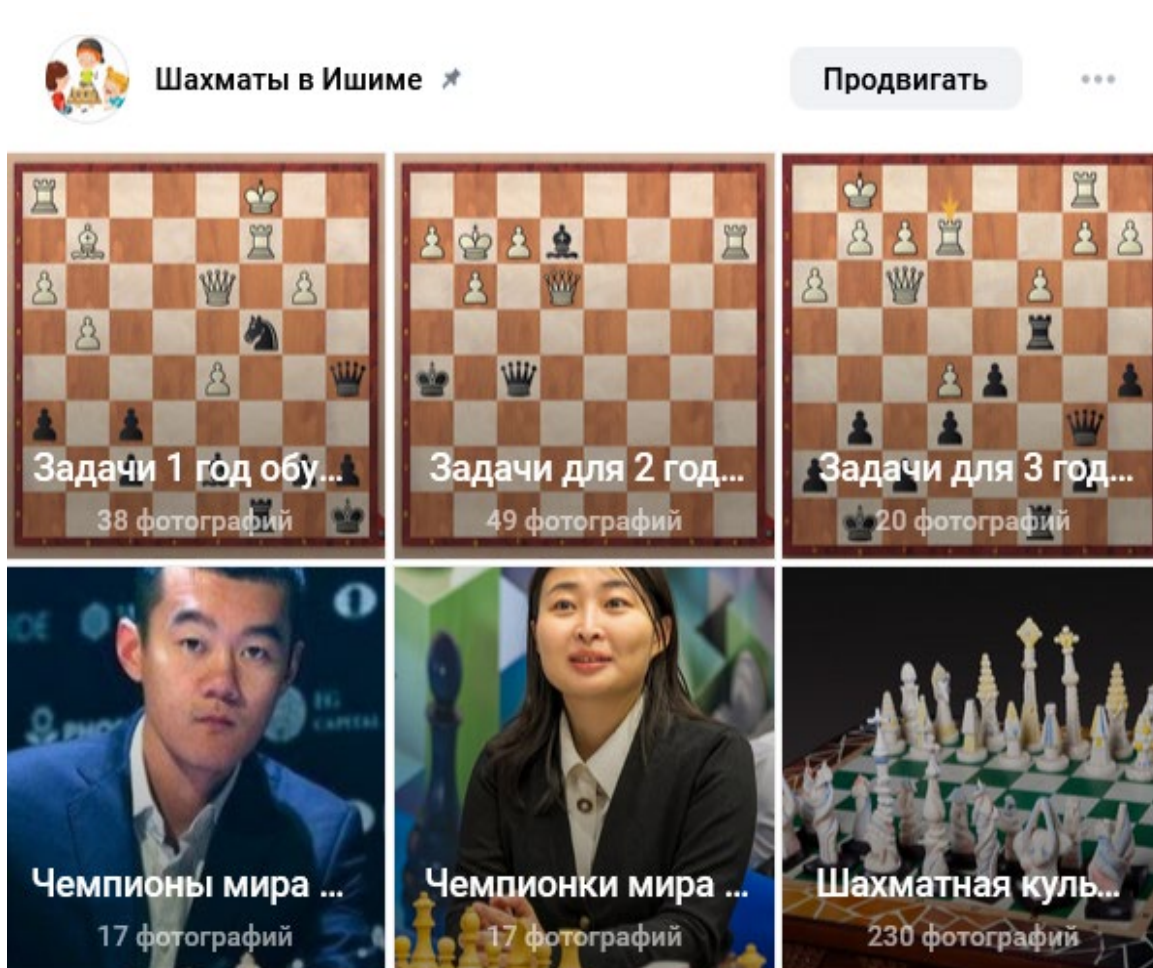 Шахматы в Ишиме
Продвигать
Задачи 1 год обу...
38 фотографий
Задачи для 2 год...
49 фотографий
Задачи для 3 год...
20 фотографий
Чемпионы мира ...
17 фотографий
Чемпионки мира ...
17 фотографий
Шахматная куль...
230 фотографий